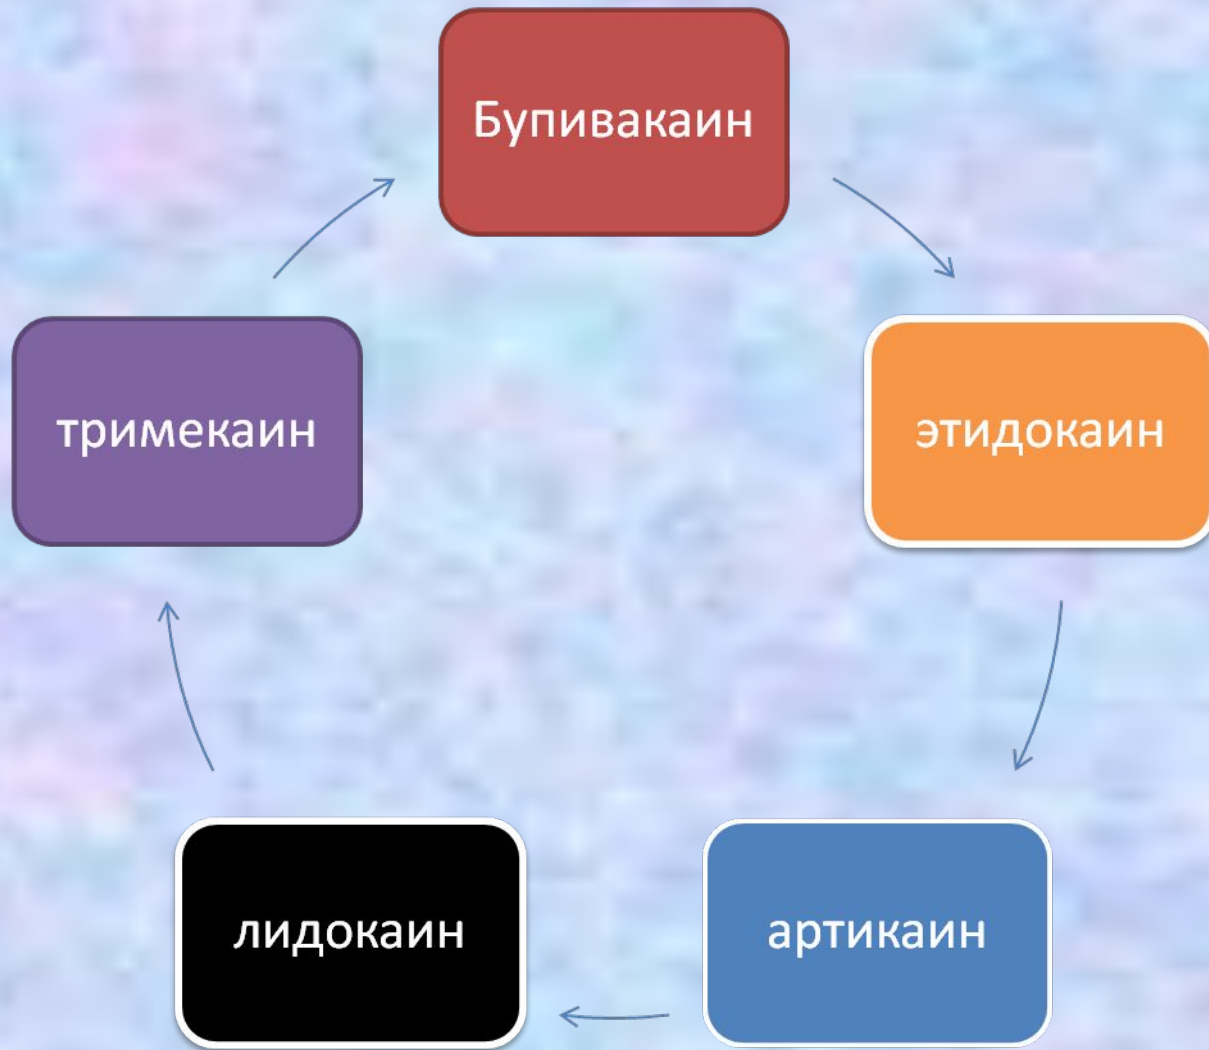 Бупивакаин
этидокаин
артикаин
лидокаин
тримекаин